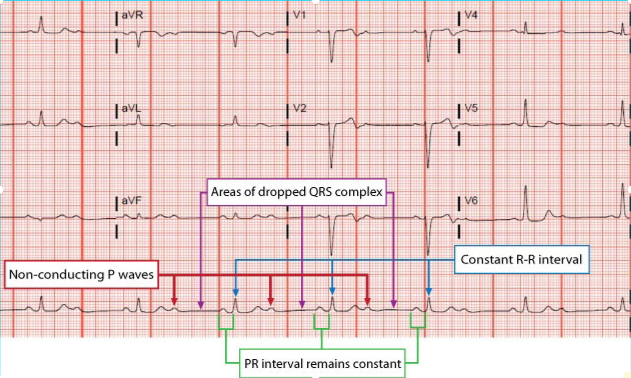 aVR
V1
V4
aVL
V2
V5
Areas of dropped QRS complex
aVF
V6
Constant R-R interval
Non-conducting P waves
PR interval remains constant